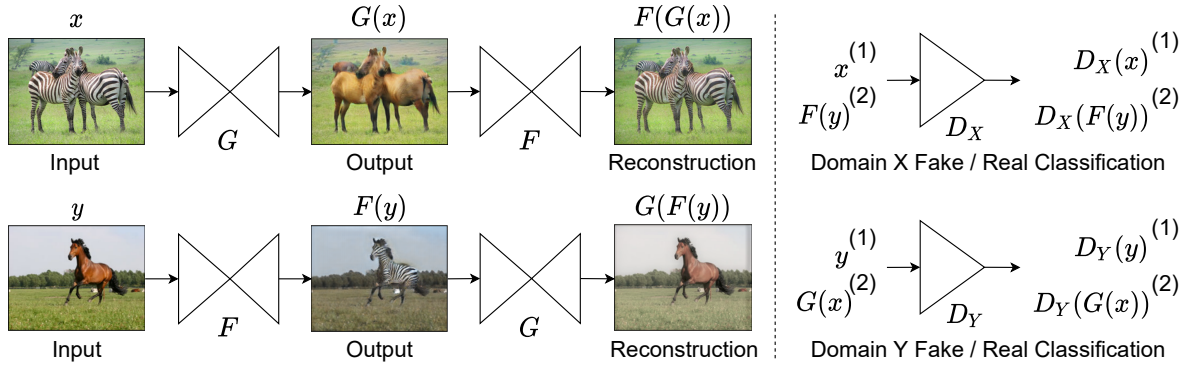 x
G(x)
F(G(x))
G
F
Input
Output
Reconstruction
y
F(y)
G(F(y))
F
G
Input
Output
Reconstruction
x(1)
F(y)(2)
D_X
D_X(x)(1)
D_X(F(y))(2)
Domain X Fake / Real Classification
y(1)
G(x)(2)
D_Y
D_Y(y)(1)
D_Y(G(x))(2)
Domain Y Fake / Real Classification